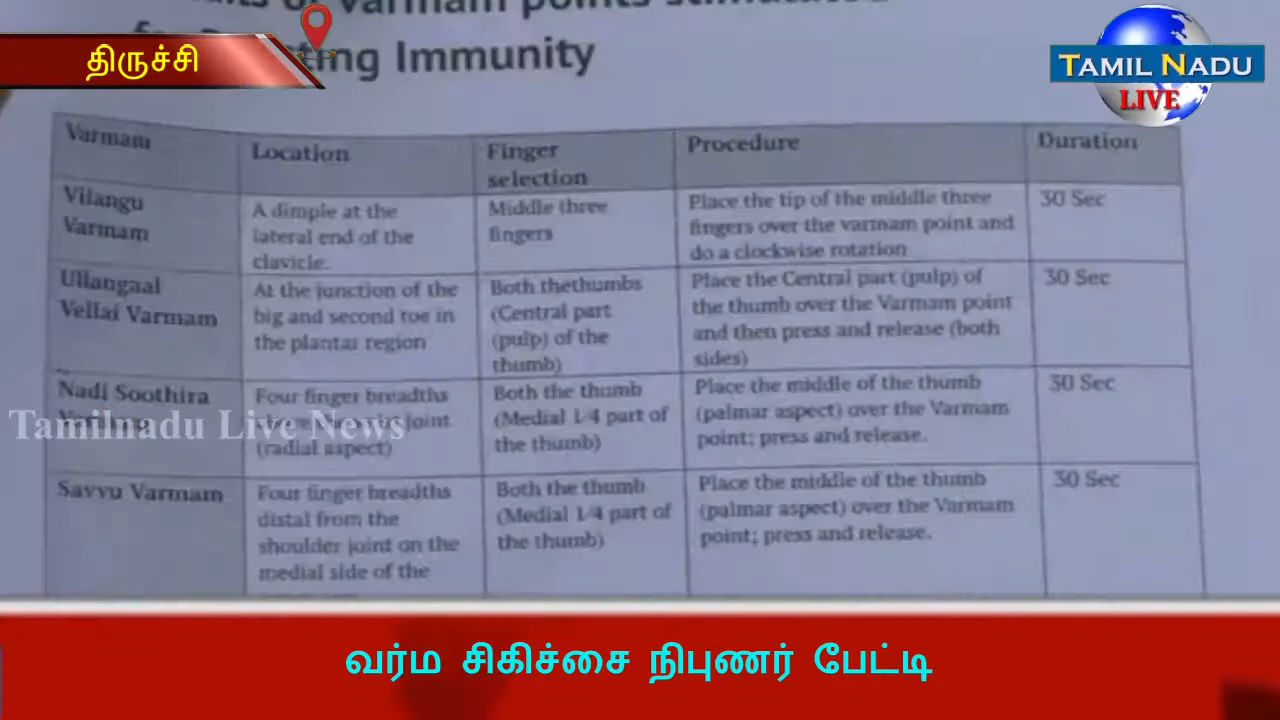 of Varmam points stimulated
ting Immunity
திருச்சி
TAMIL NADU
LIVE
Varmam
Location
Finger
selection
Procedure
Duration
Vilangu
Varmam
A dimple at the
lateral end of the
clavicle.
Middle three
fingers
Place the tip of the middle three
fingers over the varmam point and
do a clockwise rotation
30 Sec
Ullangaal
Vellai Varmam
At the junction of the
big and second toe in
the plantar region
Both thethumbs
(Central part
(pulp) of the
thumb)
Place the Central part (pulp) of
the thumb over the Varmam point
and then press and release (both
sides)
30 Sec
Nadi Soothira
Four finger breadths
joint
(radial aspect)
Both the thumb
(Medial 1/4 part of
the thumb)
Place the middle of the thumb
(palmar aspect) over the Varmam
point; press and release.
30 Sec
Tamilnadu Live News
Savvu Varmam
Four finger breadths
distal from the
shoulder joint on the
medial side of the
Both the thumb
(Medial 1/4 part of
the thumb)
Place the middle of the thumb
(palmar aspect) over the Varmam
point; press and release.
30 Sec
வர்ம சிகிச்சை நிபுணர் பேட்டி